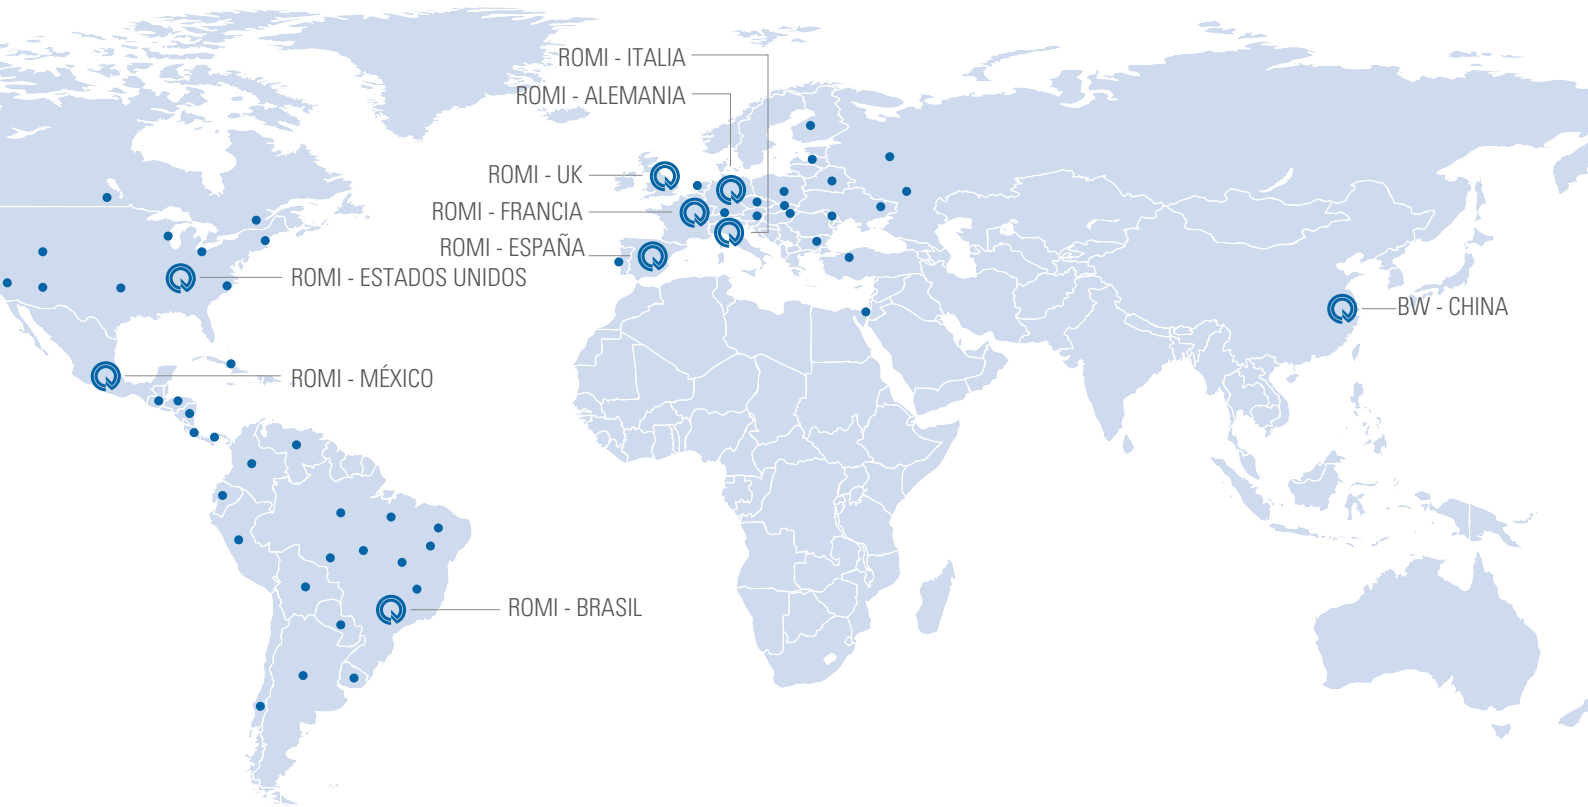 ROMI - ITALIA
ROMI - ALEMANIA
ROMI - UK
ROMI - FRANCIA
ROMI - ESPAÑA
ROMI - ESTADOS UNIDOS
BW - CHINA
ROMI - MÉXICO
ROMI - BRASIL